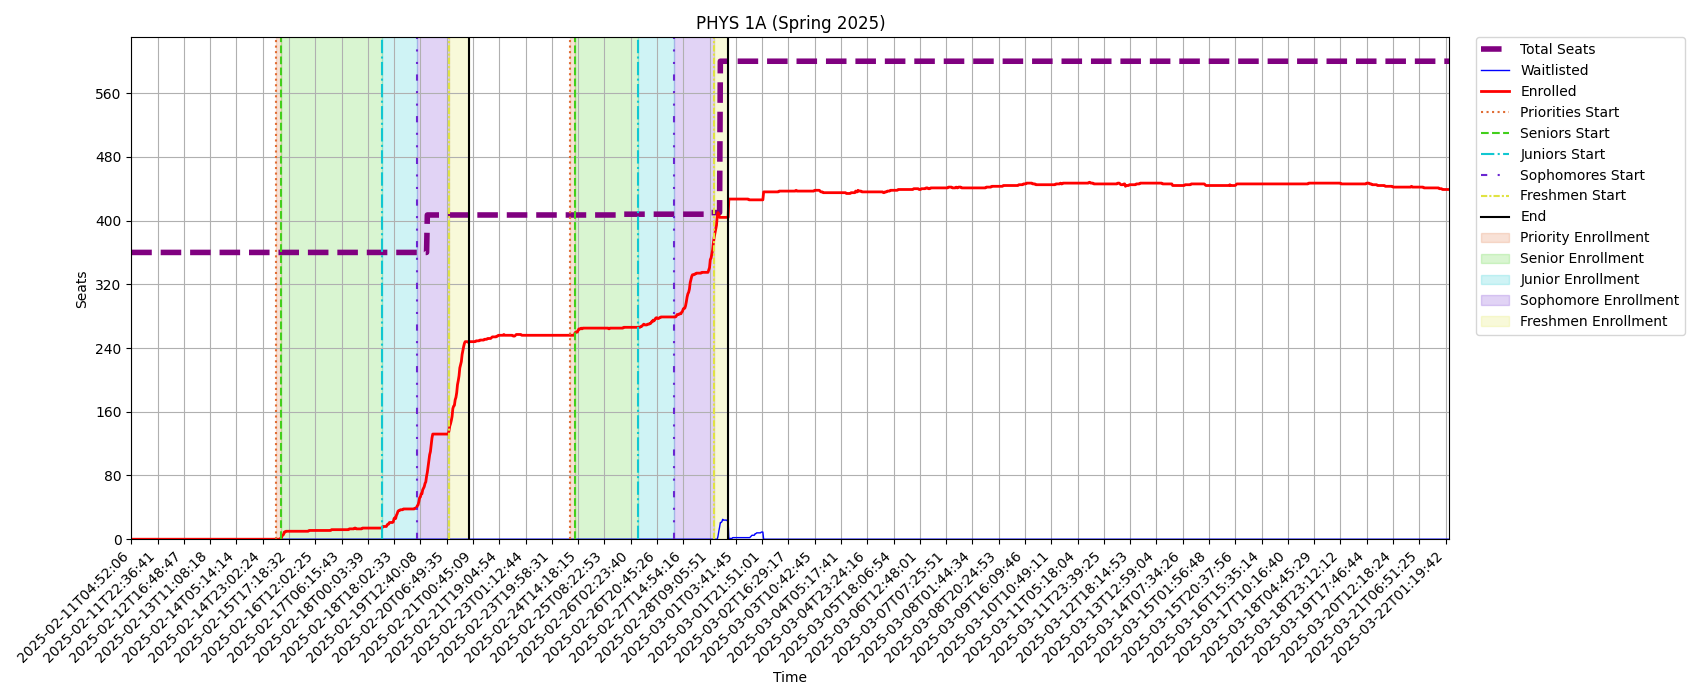 PHYS 1A (Spring 2025)
Seats
560
480
400
320
240
160
80
0
2025-02-11T04:52:06
2025-02-11T22:36:41
2025-02-12T16:48:47
2025-02-13T11:08:18
2025-02-14T05:14:14
2025-02-14T23:02:24
2025-02-15T17:18:32
2025-02-16T12:02:25
2025-02-17T06:15:43
2025-02-18T00:03:39
2025-02-18T18:02:33
2025-02-19T12:40:08
2025-02-20T06:49:35
2025-02-21T00:45:09
2025-02-21T19:04:54
2025-02-23T01:12:44
2025-02-23T19:58:31
2025-02-24T14:18:15
2025-02-25T08:22:53
2025-02-26T02:23:40
2025-02-26T20:45:26
2025-02-27T14:54:16
2025-02-28T09:05:51
2025-03-01T03:41:45
2025-03-01T21:51:01
2025-03-02T16:29:17
2025-03-03T10:42:45
2025-03-04T05:17:41
2025-03-04T23:24:16
2025-03-05T18:06:54
2025-03-06T12:48:01
2025-03-07T07:25:51
2025-03-08T01:44:34
2025-03-08T20:24:53
2025-03-09T16:09:46
2025-03-10T10:49:11
2025-03-11T05:18:04
2025-03-11T23:39:25
2025-03-12T18:14:53
2025-03-13T12:59:04
2025-03-14T07:34:26
2025-03-15T01:56:48
2025-03-15T20:37:56
2025-03-16T15:35:14
2025-03-17T10:16:40
2025-03-18T04:45:29
2025-03-18T23:12:12
2025-03-19T17:46:44
2025-03-20T12:18:24
2025-03-21T06:51:25
2025-03-22T01:19:42
Time
Total Seats
Waitlisted
Enrolled
Priorities Start
Seniors Start
Juniors Start
Sophomores Start
Freshmen Start
End
Priority Enrollment
Senior Enrollment
Junior Enrollment
Sophomore Enrollment
Freshmen Enrollment